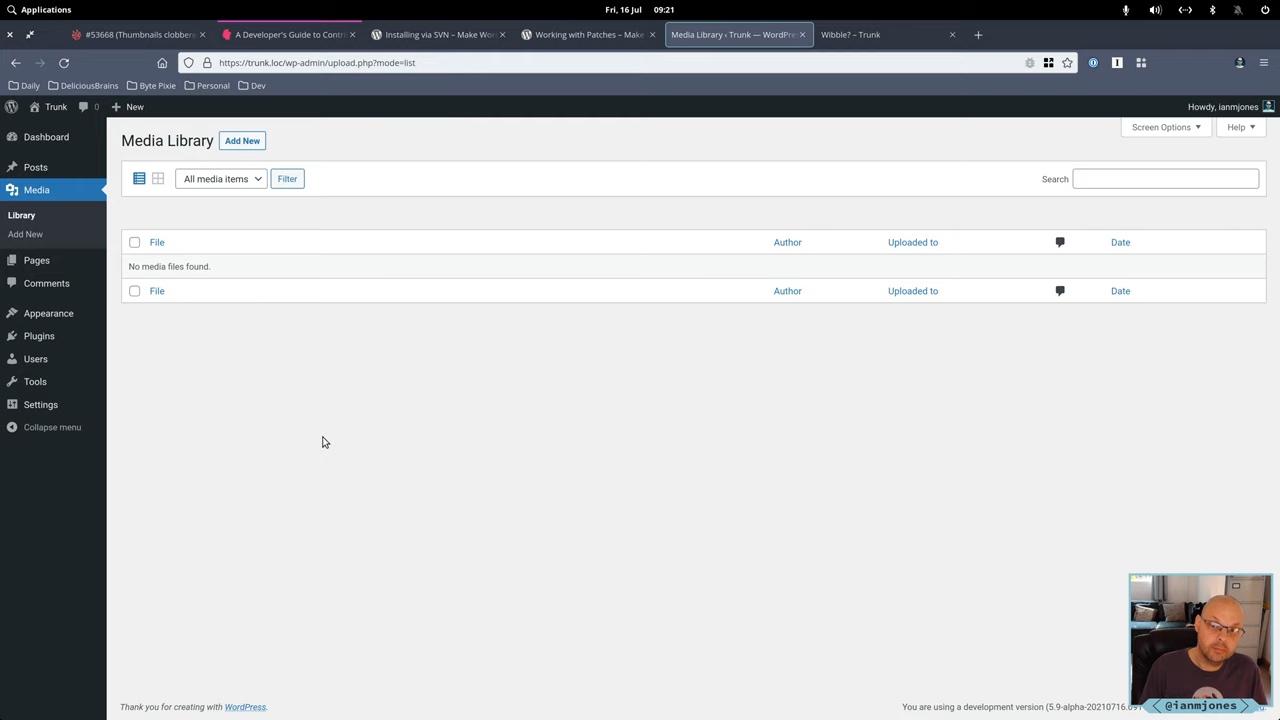 Applications
Fri, 16 Jul 09:21
#53668 (Thumbnails clobbere
A Developer's Guide to Contri
Installing via SVN – Make Wor
Working with Patches – Make
Media Library ‹ Trunk — WordPre
Wibble? – Trunk
https://trunk.loc/wp-admin/upload.php?mode=list
Daily
DeliciousBrains
Byte Pixie
Personal
Dev
Trunk
0
New
Howdy, ianmjones
Dashboard
Posts
Media
Library
Add New
Pages
Comments
Appearance
Plugins
Users
Tools
Settings
Collapse menu
Media Library
Add New
Screen Options
Help
All media items
Filter
Search
File
Author
Uploaded to
Date
No media files found.
File
Author
Uploaded to
Date
Thank you for creating with WordPress.
You are using a development version (5.9-alpha-20210716.
@ianmjones